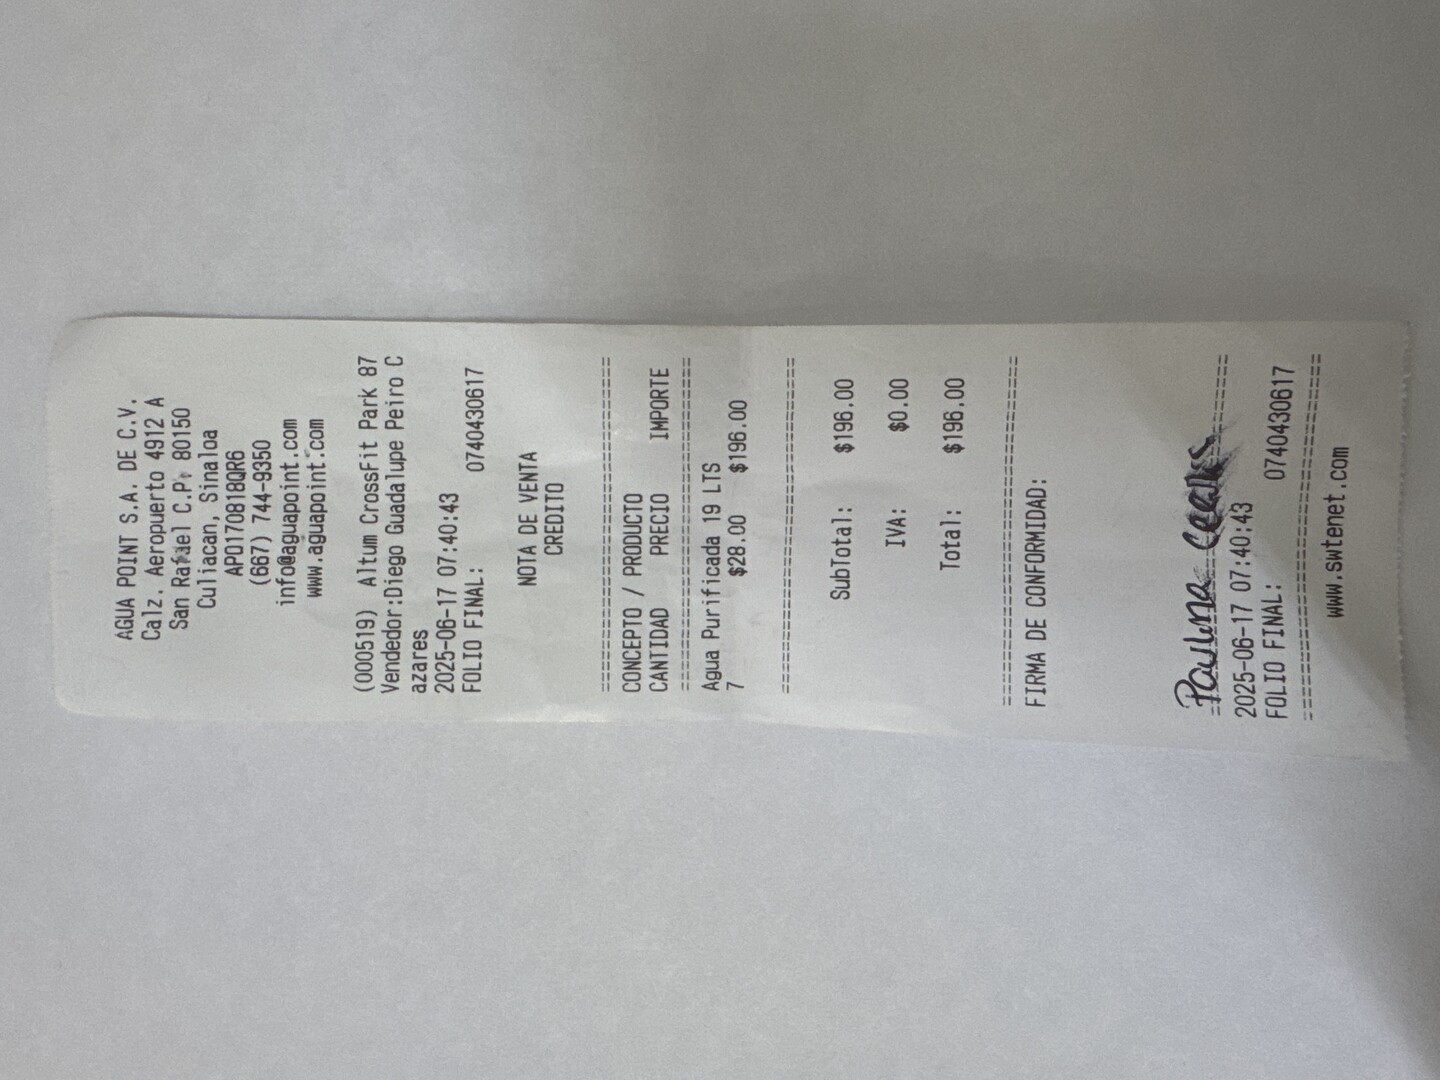 AGUA POINT S.A. DE C.V.
Calz. Aeropuerto 4912 A
San Rafael C.P. 80150
Culiacan, Sinaloa
APO170818QR6
(667) 744-9350
info@aguapoint.com
www.aguapoint.com
(000519) Altum CrossFit Park 87
Vendedor:Diego Guadalupe Peiro C
azares
2025-06-17 07:40:43
FOLIO FINAL: 0740430617
NOTA DE VENTA
CREDITO
================================
CONCEPTO / PRODUCTO
CANTIDAD PRECIO IMPORTE
================================
Agua Purificada 19 LTS
7 $28.00 $196.00
================================
SubTotal: $196.00
IVA: $0.00
Total: $196.00
================================
FIRMA DE CONFORMIDAD:
Paulina
================================
2025-06-17 07:40:43
FOLIO FINAL: 0740430617
================================
www.swtenet.com